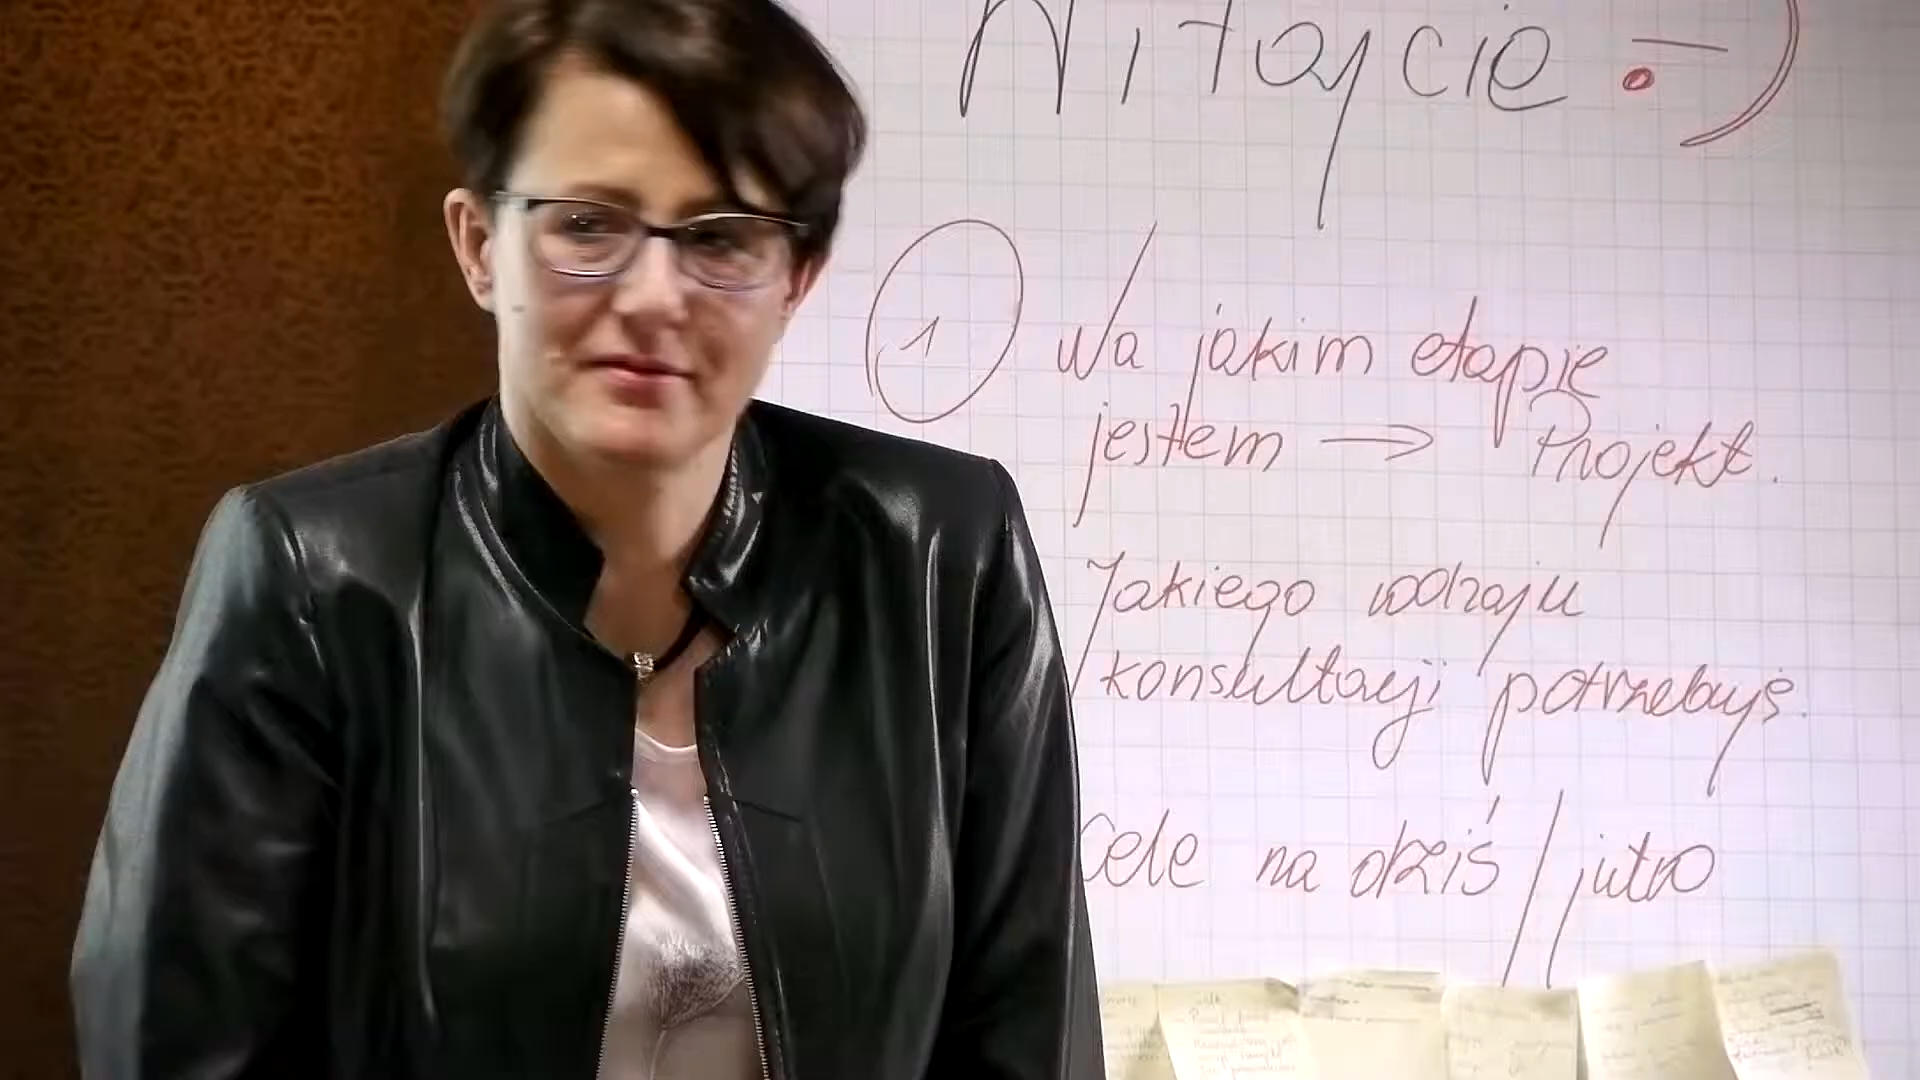 Witajcie :-)
1 Na jakim etapie
jestem → Projekt.
Jakiego rodzaju
konsultacji potrzebuję.
Cele na dziś / jutro